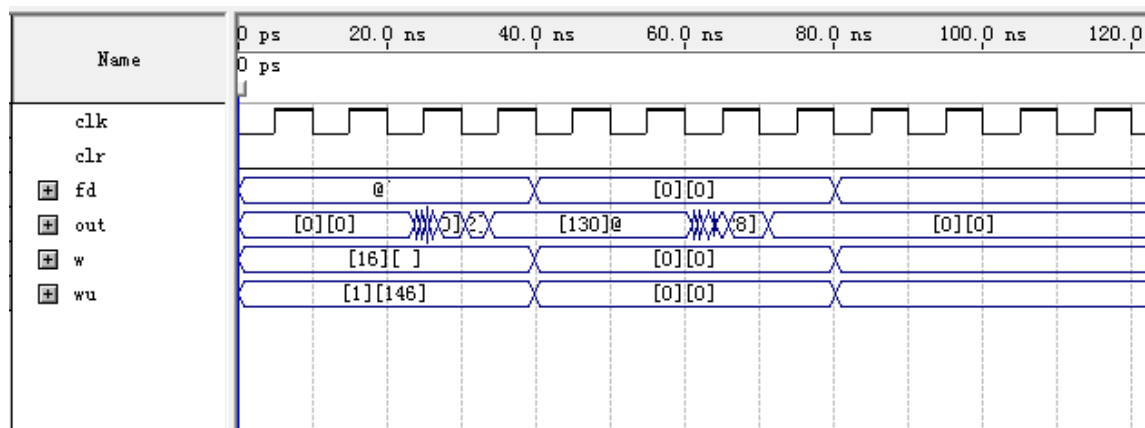 Name
0 ps 20.0 ns 40.0 ns 60.0 ns 80.0 ns 100.0 ns 120.0
0 ps
clk
clr
fd @ [0][0]
out [0][0] [130]@ [0][0]
w [16][ ] [0][0]
wu [1][146] [0][0]